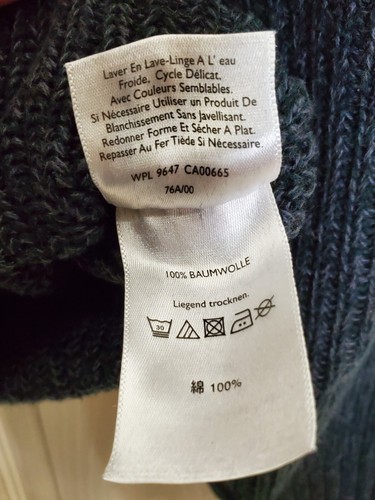 Laver En Lave-Linge A L' eau
Froide, Cycle Délicat.
Avec Couleurs Semblables.
Si Nécessaire Utiliser un Produit De
Blanchissement Sans Javellisant.
Redonner Forme Et Sécher A Plat.
Repasser Au Fer Tiède Si Nécessaire.
WPL 9647 CA00665
76A/00
100% BAUMWOLLE
Liegend trocknen.
30
綿 100%